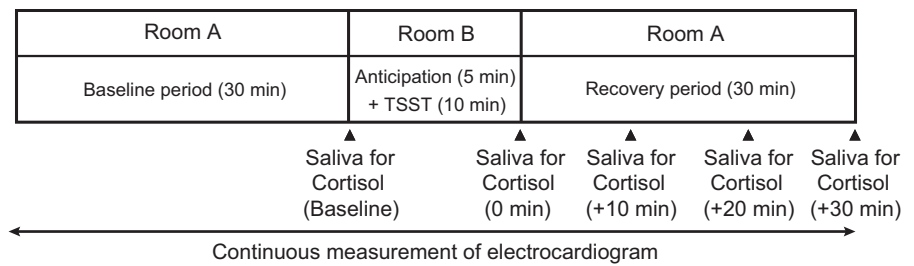 Room A
Room B
Room A
Baseline period (30 min)
Anticipation (5 min)
+ TSST (10 min)
Recovery period (30 min)
Saliva for
Cortisol
(Baseline)
Saliva for
Cortisol
(0 min)
Saliva for
Cortisol
(+10 min)
Saliva for
Cortisol
(+20 min)
Saliva for
Cortisol
(+30 min)
Continuous measurement of electrocardiogram